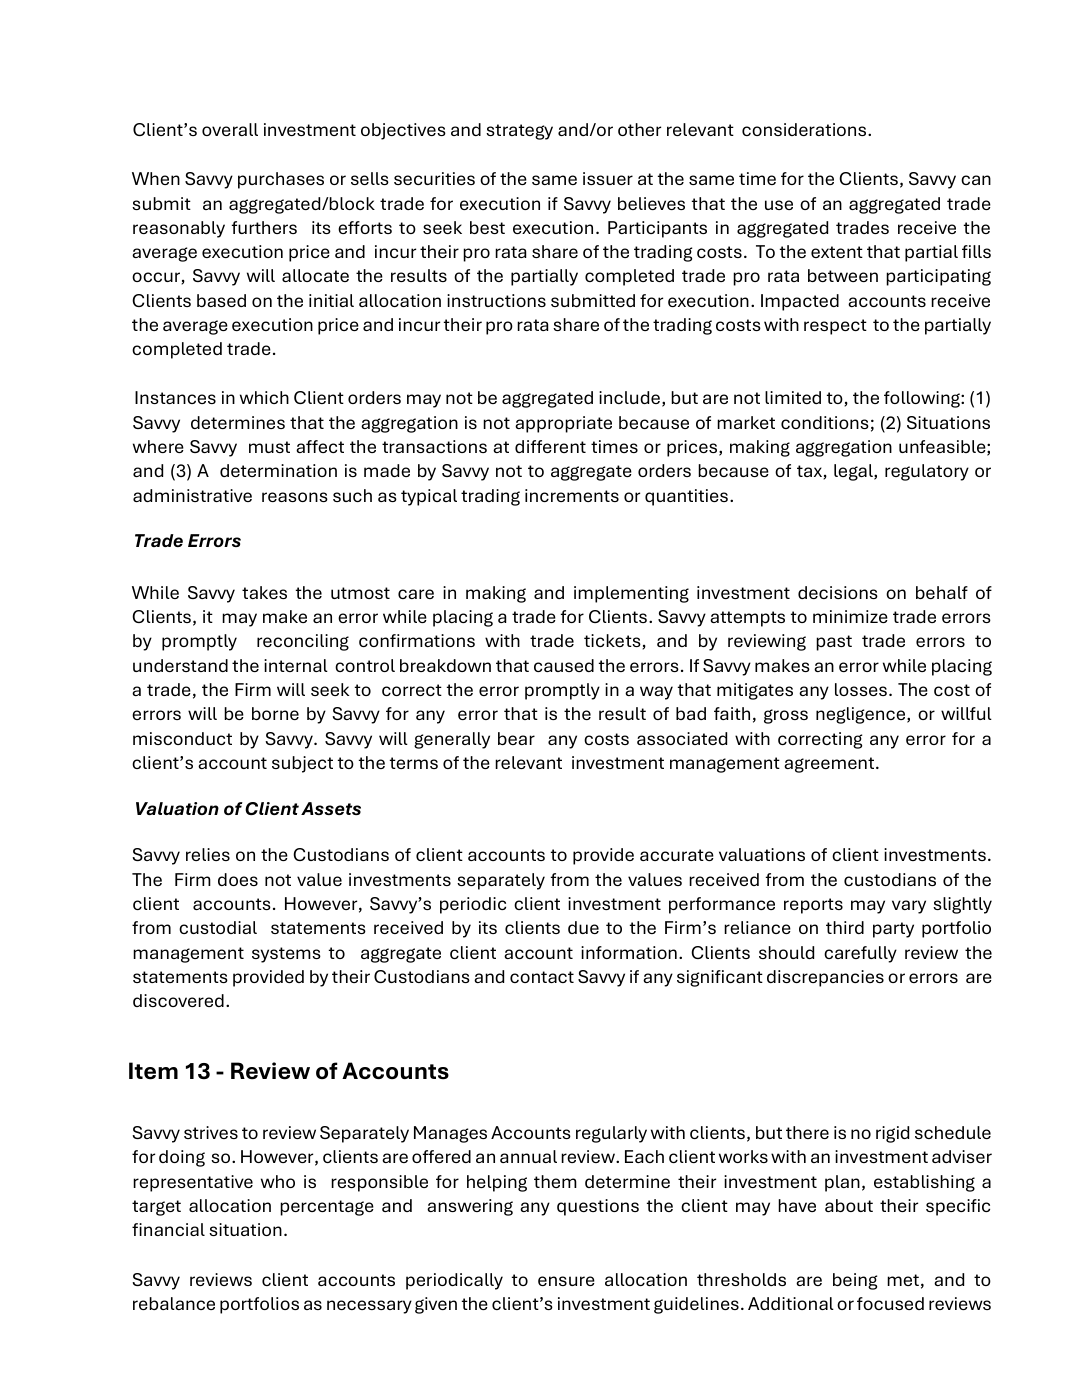 Client’s overall investment objectives and strategy and/or other relevant considerations.
When Savvy purchases or sells securities of the same issuer at the same time for the Clients, Savvy can
submit an aggregated/block trade for execution if Savvy believes that the use of an aggregated trade
reasonably furthers its efforts to seek best execution. Participants in aggregated trades receive the
average execution price and incur their pro rata share of the trading costs. To the extent that partial fills
occur, Savvy will allocate the results of the partially completed trade pro rata between participating
Clients based on the initial allocation instructions submitted for execution. Impacted accounts receive
the average execution price and incur their pro rata share of the trading costs with respect to the partially
completed trade.
Instances in which Client orders may not be aggregated include, but are not limited to, the following: (1)
Savvy determines that the aggregation is not appropriate because of market conditions; (2) Situations
where Savvy must affect the transactions at different times or prices, making aggregation unfeasible;
and (3) A determination is made by Savvy not to aggregate orders because of tax, legal, regulatory or
administrative reasons such as typical trading increments or quantities.
Trade Errors
While Savvy takes the utmost care in making and implementing investment decisions on behalf of
Clients, it may make an error while placing a trade for Clients. Savvy attempts to minimize trade errors
by promptly reconciling confirmations with trade tickets, and by reviewing past trade errors to
understand the internal control breakdown that caused the errors. If Savvy makes an error while placing
a trade, the Firm will seek to correct the error promptly in a way that mitigates any losses. The cost of
errors will be borne by Savvy for any error that is the result of bad faith, gross negligence, or willful
misconduct by Savvy. Savvy will generally bear any costs associated with correcting any error for a
client’s account subject to the terms of the relevant investment management agreement.
Valuation of Client Assets
Savvy relies on the Custodians of client accounts to provide accurate valuations of client investments.
The Firm does not value investments separately from the values received from the custodians of the
client accounts. However, Savvy’s periodic client investment performance reports may vary slightly
from custodial statements received by its clients due to the Firm’s reliance on third party portfolio
management systems to aggregate client account information. Clients should carefully review the
statements provided by their Custodians and contact Savvy if any significant discrepancies or errors are
discovered.
Item 13 - Review of Accounts
Savvy strives to review Separately Manages Accounts regularly with clients, but there is no rigid schedule
for doing so. However, clients are offered an annual review. Each client works with an investment adviser
representative who is responsible for helping them determine their investment plan, establishing a
target allocation percentage and answering any questions the client may have about their specific
financial situation.
Savvy reviews client accounts periodically to ensure allocation thresholds are being met, and to
rebalance portfolios as necessary given the client’s investment guidelines. Additional or focused reviews